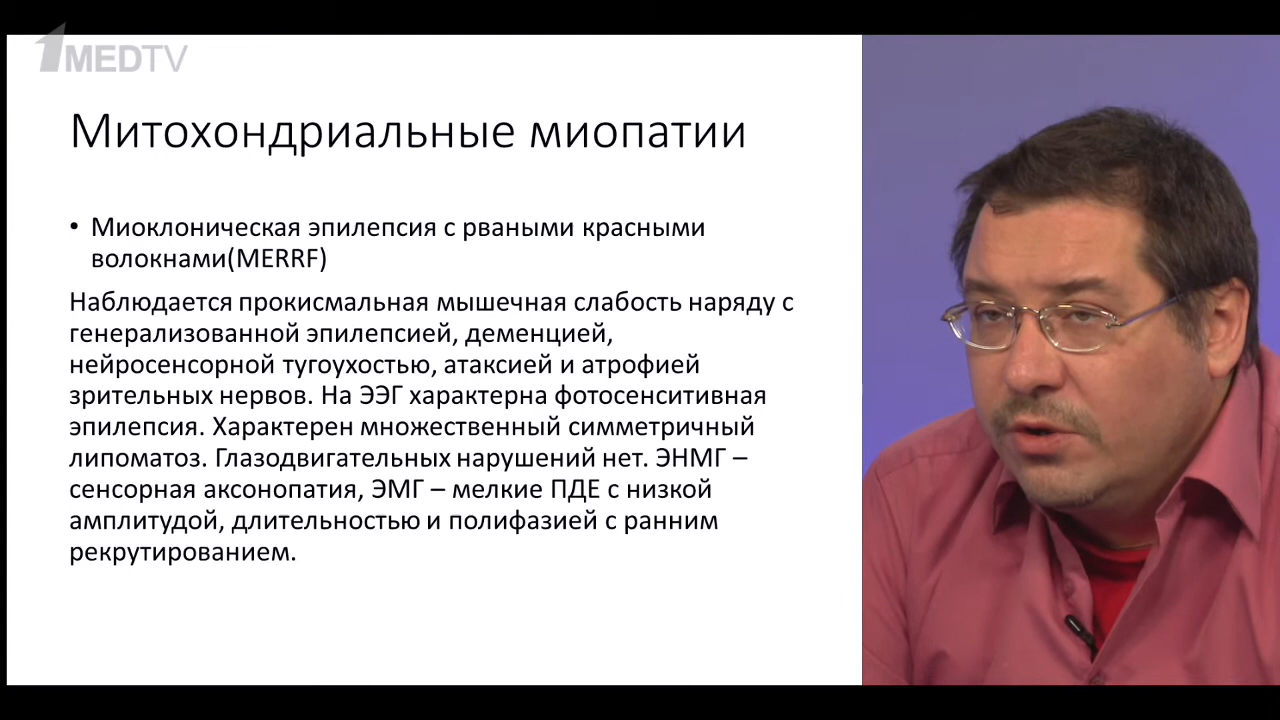 1MEDTV
Митохондриальные миопатии
• Миоклоническая эпилепсия с рваными красными
волокнами(MERRF)
Наблюдается прокисмальная мышечная слабость наряду с
генерализованной эпилепсией, деменцией,
нейросенсорной тугоухостью, атаксией и атрофией
зрительных нервов. На ЭЭГ характерна фотосенситивная
эпилепсия. Характерен множественный симметричный
липоматоз. Глазодвигательных нарушений нет. ЭНМГ –
сенсорная аксонопатия, ЭМГ – мелкие ПДЕ с низкой
амплитудой, длительностью и полифазией с ранним
рекрутированием.